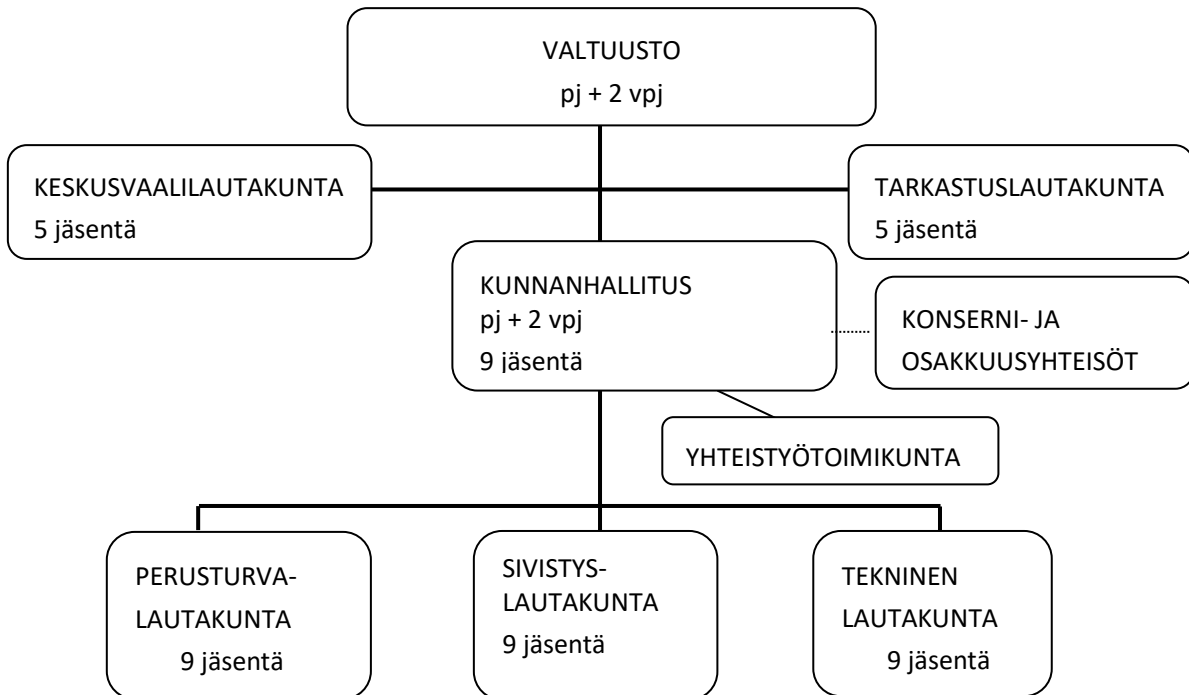 VALTUUSTO
pj + 2 vpj
KESKUSVAALILAUTAKUNTA
5 jäsentä
TARKASTUSLAUTAKUNTA
5 jäsentä
KUNNANHALLITUS
pj + 2 vpj
9 jäsentä
KONSERNI- JA
OSAKKUUSYHTEISÖT
YHTEISTYÖTOIMIKUNTA
PERUSTURVA-
LAUTAKUNTA
9 jäsentä
SIVISTYS-
LAUTAKUNTA
9 jäsentä
TEKNINEN
LAUTAKUNTA
9 jäsentä